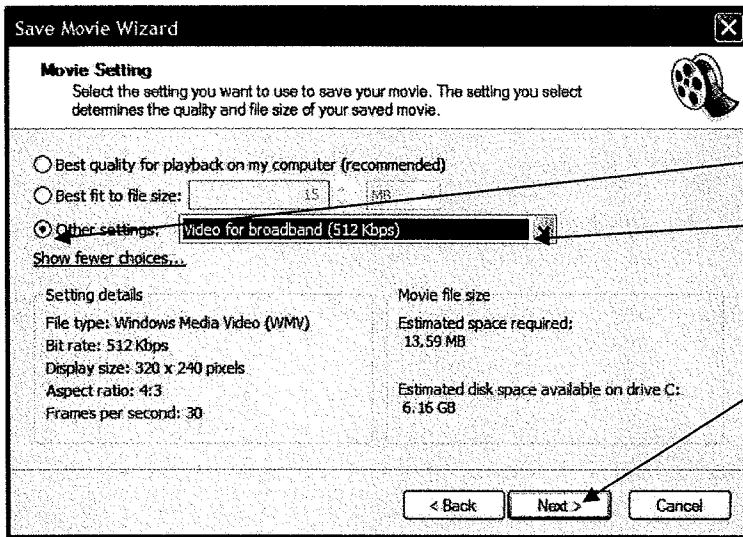 Save Movie Wizard
Movie Setting
Select the setting you want to use to save your movie. The setting you select
determines the quality and file size of your saved movie.
Best quality for playback on my computer (recommended)
Best fit to file size: 15 MB
Other settings: Video for broadband (512 Kbps)
Show fewer choices...
Setting details
File type: Windows Media Video (WMV)
Bit rate: 512 Kbps
Display size: 320 x 240 pixels
Aspect ratio: 4:3
Frames per second: 30
Movie file size
Estimated space required:
13.59 MB
Estimated disk space available on drive C:
6.16 GB
< Back Next > Cancel